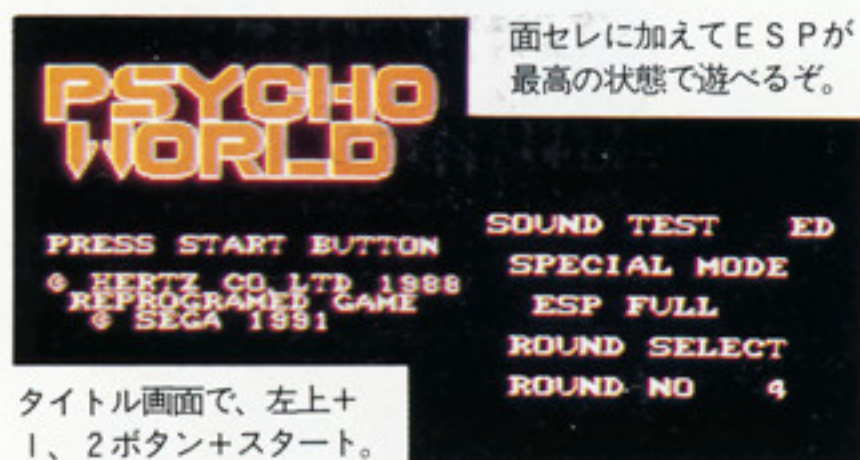 面セレに加えてＥＳＰが
最高の状態で遊べるぞ。
PSYCHO
WORLD
PRESS START BUTTON
© HERTZ CO.LTD 1988
REPROGRAMED GAME
© SEGA 1991
タイトル画面で、左上＋
１、２ボタン＋スタート。
SOUND TEST ED
SPECIAL MODE
ESP FULL
ROUND SELECT
ROUND NO 4